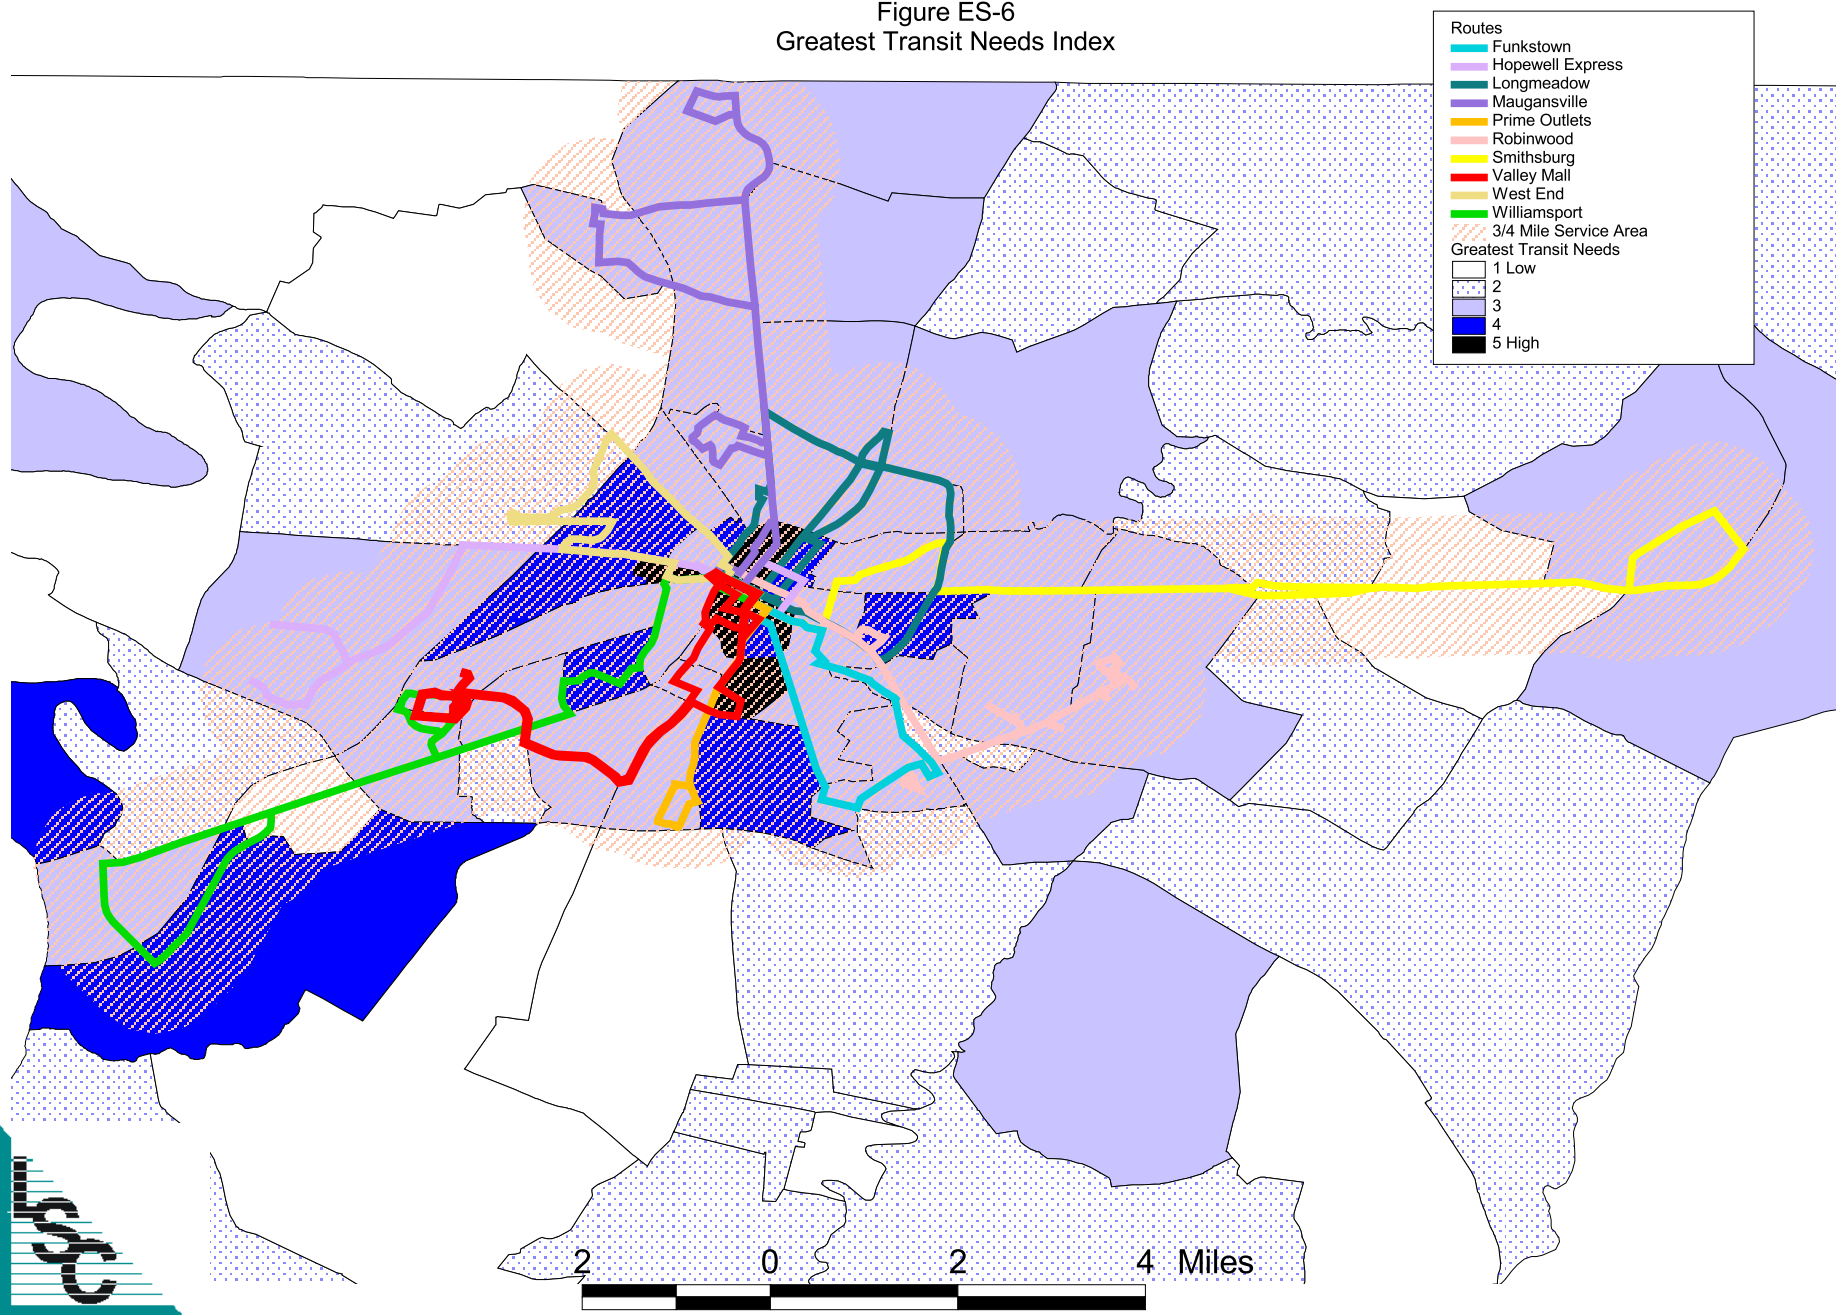 Figure ES-6
Greatest Transit Needs Index
Routes
Funkstown
Hopewell Express
Longmeadow
Maugansville
Prime Outlets
Robinwood
Smithsburg
Valley Mall
West End
Williamsport
3/4 Mile Service Area
Greatest Transit Needs
1 Low
2
3
4
5 High
2 0 2 4 Miles
LSC